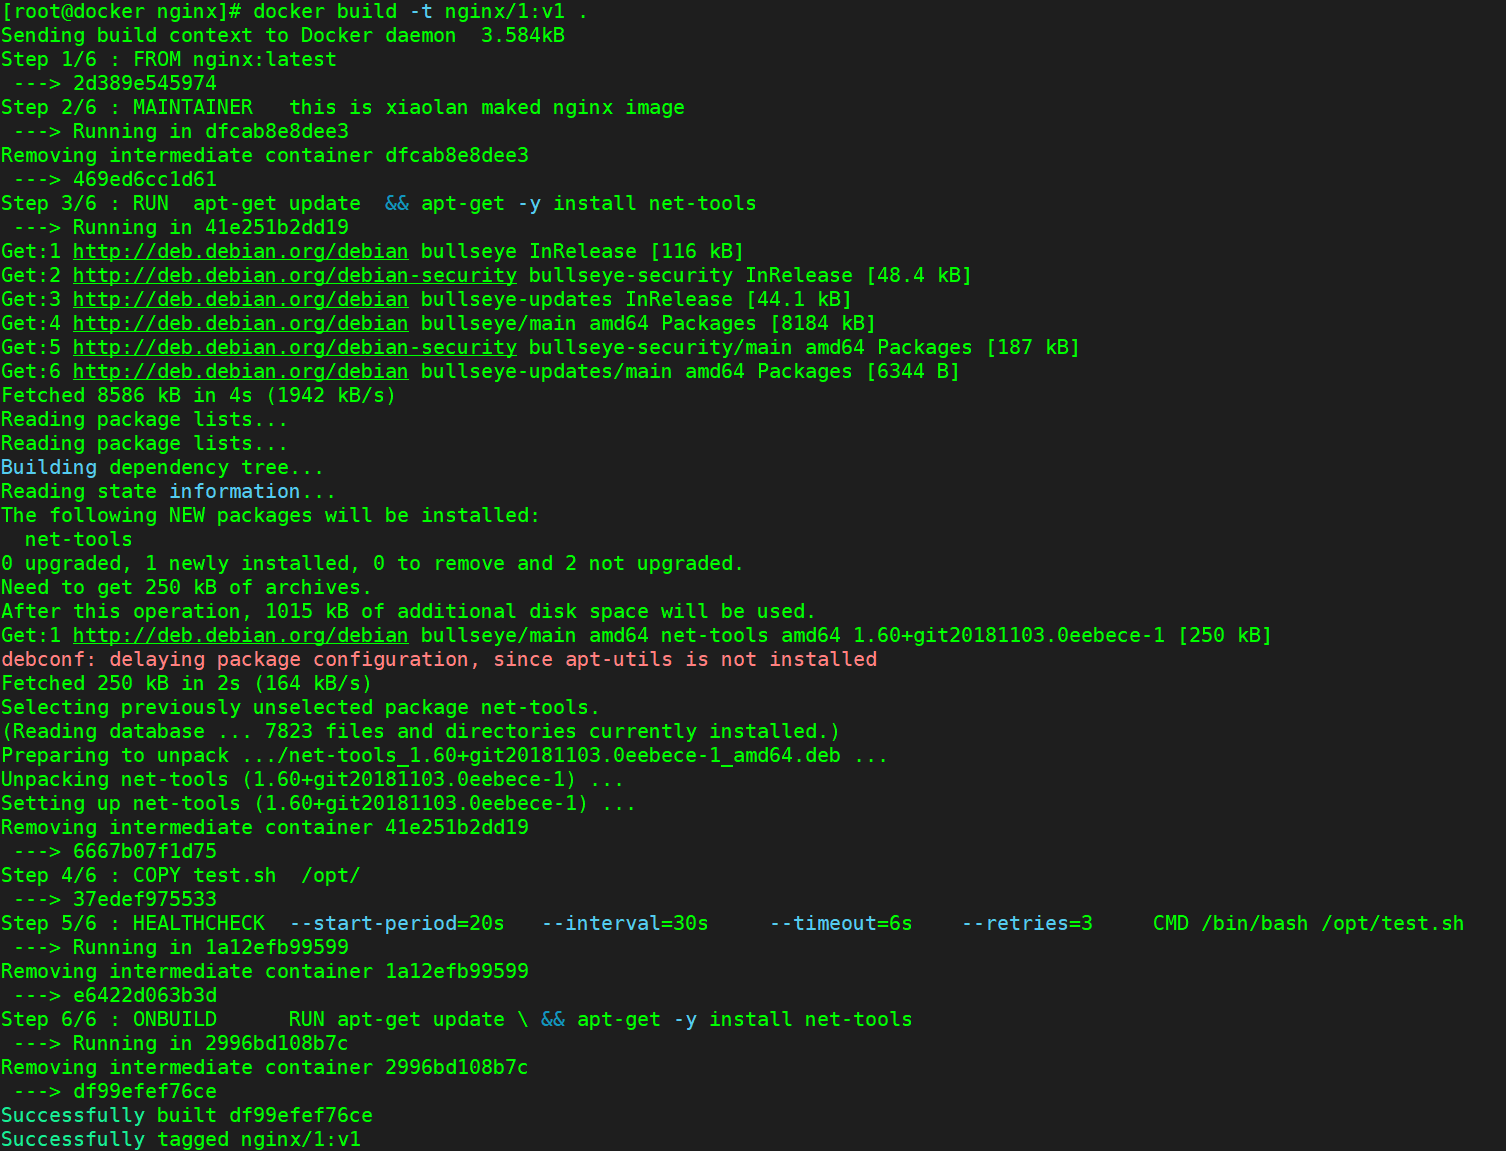 [root@docker nginx]# docker build -t nginx/1:v1 .
Sending build context to Docker daemon  3.584kB
Step 1/6 : FROM nginx:latest
 ---> 2d389e545974
Step 2/6 : MAINTAINER   this is xiaolan maked nginx image
 ---> Running in dfcab8e8dee3
Removing intermediate container dfcab8e8dee3
 ---> 469ed6cc1d61
Step 3/6 : RUN  apt-get update  && apt-get -y install net-tools
 ---> Running in 41e251b2dd19
Get:1 http://deb.debian.org/debian bullseye InRelease [116 kB]
Get:2 http://deb.debian.org/debian-security bullseye-security InRelease [48.4 kB]
Get:3 http://deb.debian.org/debian bullseye-updates InRelease [44.1 kB]
Get:4 http://deb.debian.org/debian bullseye/main amd64 Packages [8184 kB]
Get:5 http://deb.debian.org/debian-security bullseye-security/main amd64 Packages [187 kB]
Get:6 http://deb.debian.org/debian bullseye-updates/main amd64 Packages [6344 B]
Fetched 8586 kB in 4s (1942 kB/s)
Reading package lists...
Reading package lists...
Building dependency tree...
Reading state information...
The following NEW packages will be installed:
  net-tools
0 upgraded, 1 newly installed, 0 to remove and 2 not upgraded.
Need to get 250 kB of archives.
After this operation, 1015 kB of additional disk space will be used.
Get:1 http://deb.debian.org/debian bullseye/main amd64 net-tools amd64 1.60+git20181103.0eebece-1 [250 kB]
debconf: delaying package configuration, since apt-utils is not installed
Fetched 250 kB in 2s (164 kB/s)
Selecting previously unselected package net-tools.
(Reading database ... 7823 files and directories currently installed.)
Preparing to unpack .../net-tools_1.60+git20181103.0eebece-1_amd64.deb ...
Unpacking net-tools (1.60+git20181103.0eebece-1) ...
Setting up net-tools (1.60+git20181103.0eebece-1) ...
Removing intermediate container 41e251b2dd19
 ---> 6667b07f1d75
Step 4/6 : COPY test.sh  /opt/
 ---> 37edef975533
Step 5/6 : HEALTHCHECK  --start-period=20s   --interval=30s     --timeout=6s    --retries=3     CMD /bin/bash /opt/test.sh
 ---> Running in 1a12efb99599
Removing intermediate container 1a12efb99599
 ---> e6422d063b3d
Step 6/6 : ONBUILD      RUN apt-get update \ && apt-get -y install net-tools
 ---> Running in 2996bd108b7c
Removing intermediate container 2996bd108b7c
 ---> df99efef76ce
Successfully built df99efef76ce
Successfully tagged nginx/1:v1